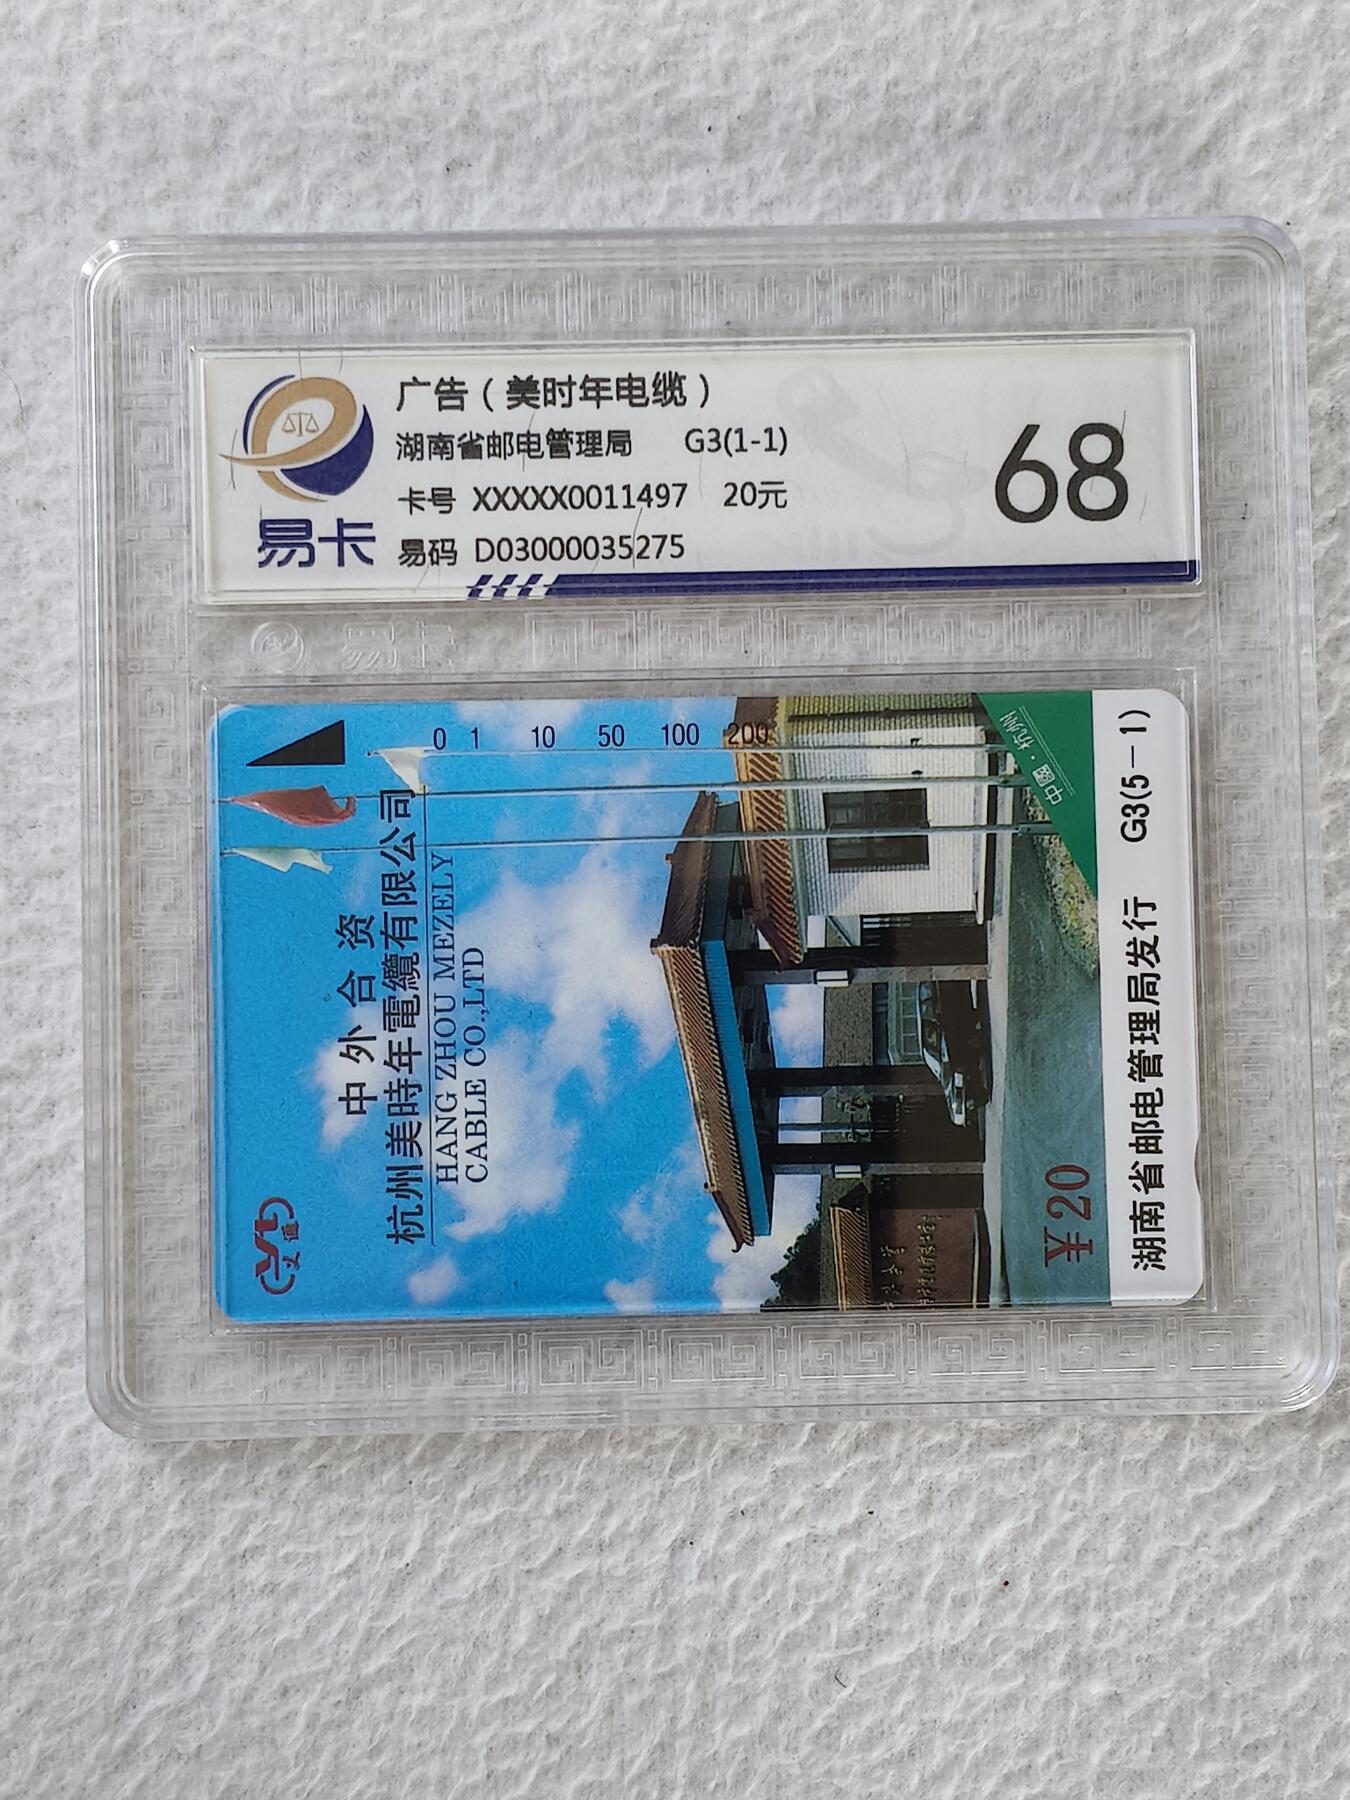 广告（美时年电缆）
湖南省邮电管理局 G3(1-1)
卡号 XXXXX0011497 20元
易码 D03000035275
易卡
68
易卡
0 1 10 50 100 200
中外合资
杭州美時年電纜有限公司
HANG ZHOU MEZELY
CABLE CO.,LTD
中國·杭州
¥20
湖南省邮电管理局发行 G3(5-1)